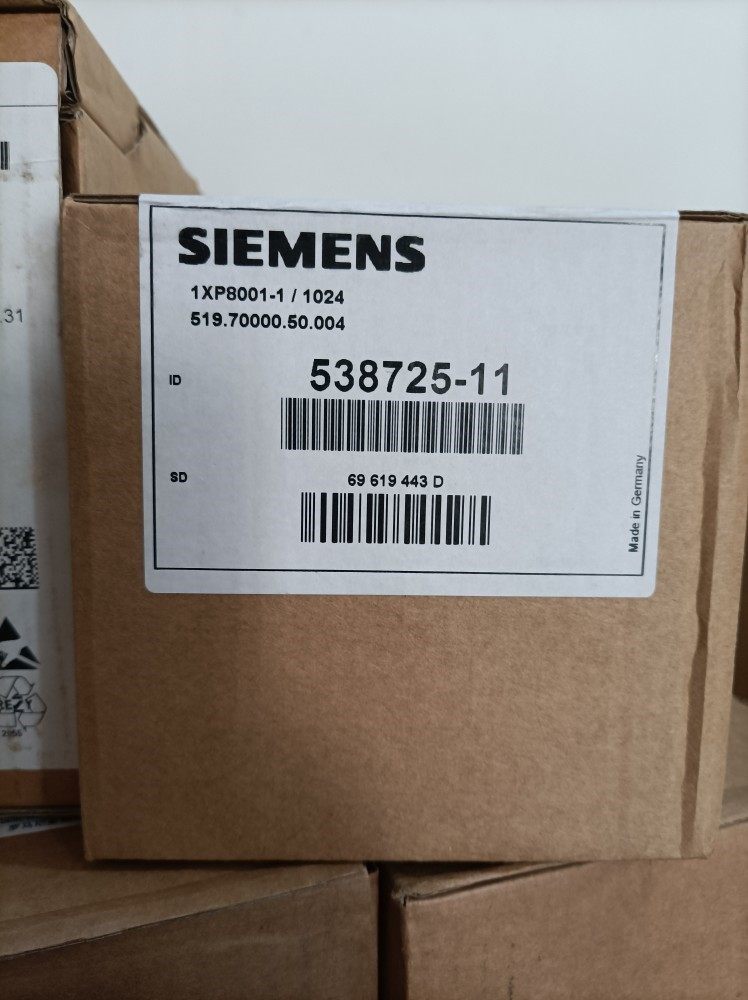 SIEMENS
1XP8001-1 / 1024
519.70000.50.004
ID
538725-11
SD
69 619 443 D
Made in Germany
31